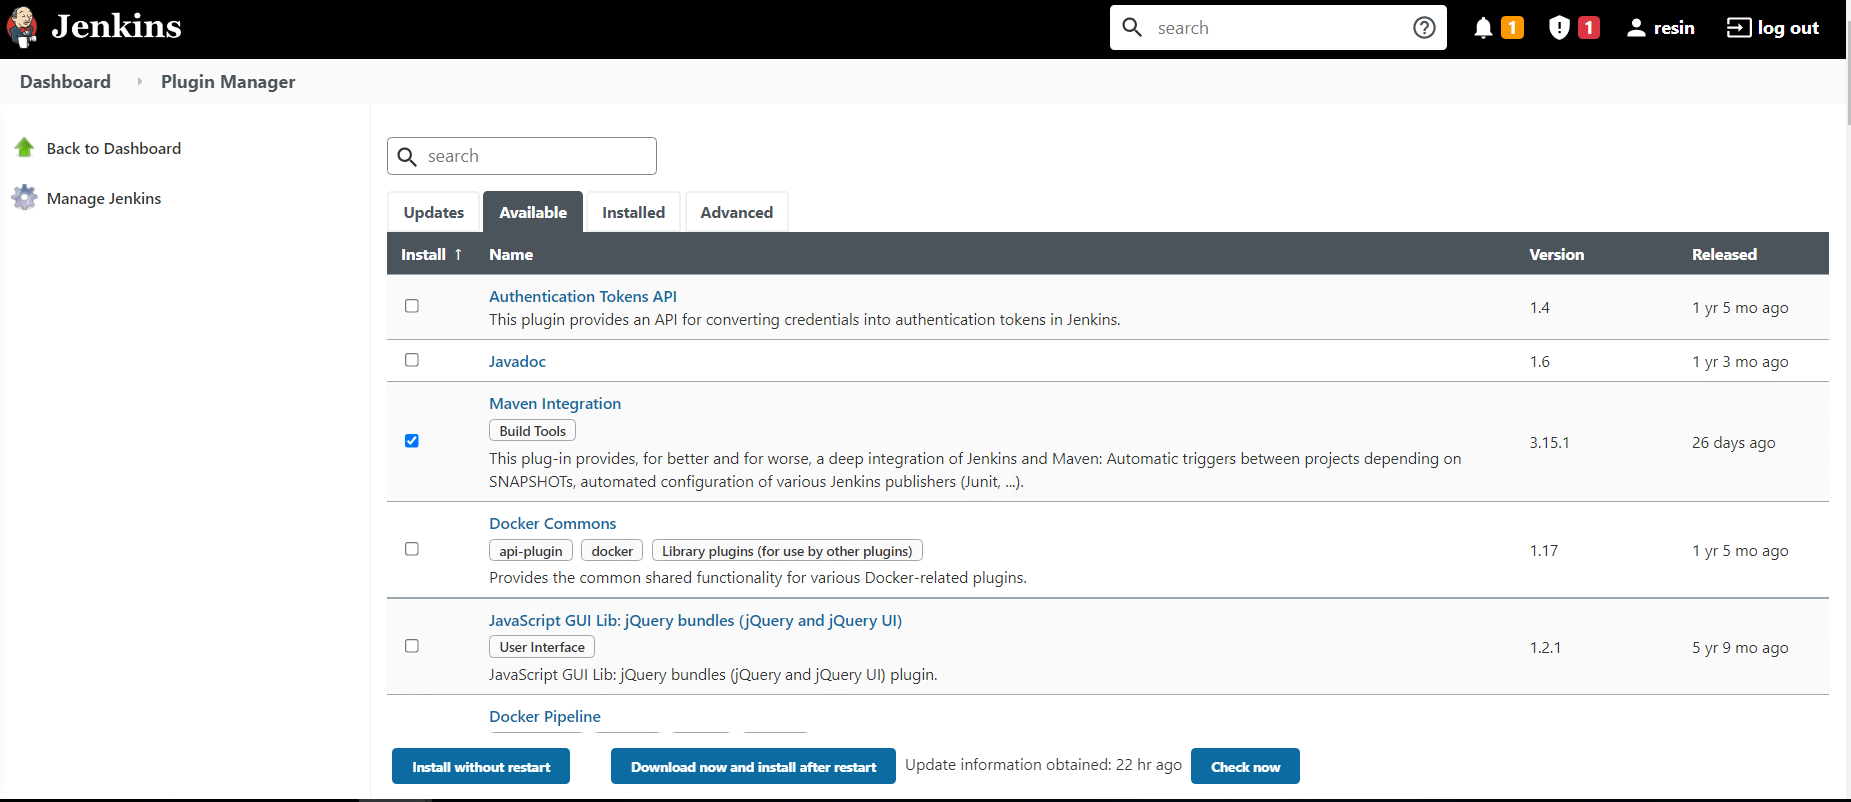 Jenkins
search
1
1
resin
log out
Dashboard
Plugin Manager
Back to Dashboard
Manage Jenkins
search
Updates
Available
Installed
Advanced
Install ↑ Name Version Released
Authentication Tokens API
This plugin provides an API for converting credentials into authentication tokens in Jenkins.
1.4
1 yr 5 mo ago
Javadoc
1.6
1 yr 3 mo ago
Maven Integration
Build Tools
This plug-in provides, for better and for worse, a deep integration of Jenkins and Maven: Automatic triggers between projects depending on
SNAPSHOTs, automated configuration of various Jenkins publishers (Junit, ...).
3.15.1
26 days ago
Docker Commons
api-plugin docker Library plugins (for use by other plugins)
Provides the common shared functionality for various Docker-related plugins.
1.17
1 yr 5 mo ago
JavaScript GUI Lib: jQuery bundles (jQuery and jQuery UI)
User Interface
JavaScript GUI Lib: jQuery bundles (jQuery and jQuery UI) plugin.
1.2.1
5 yr 9 mo ago
Docker Pipeline
Install without restart
Download now and install after restart
Update information obtained: 22 hr ago
Check now